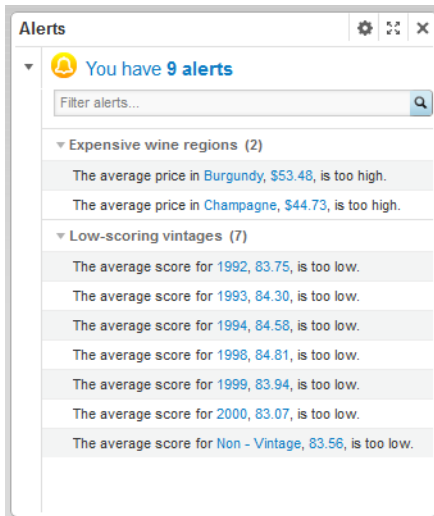 Alerts
You have 9 alerts
Filter alerts...
Expensive wine regions (2)
The average price in Burgundy, $53.48, is too high.
The average price in Champagne, $44.73, is too high.
Low-scoring vintages (7)
The average score for 1992, 83.75, is too low.
The average score for 1993, 84.30, is too low.
The average score for 1994, 84.58, is too low.
The average score for 1998, 84.81, is too low.
The average score for 1999, 83.94, is too low.
The average score for 2000, 83.07, is too low.
The average score for Non - Vintage, 83.56, is too low.